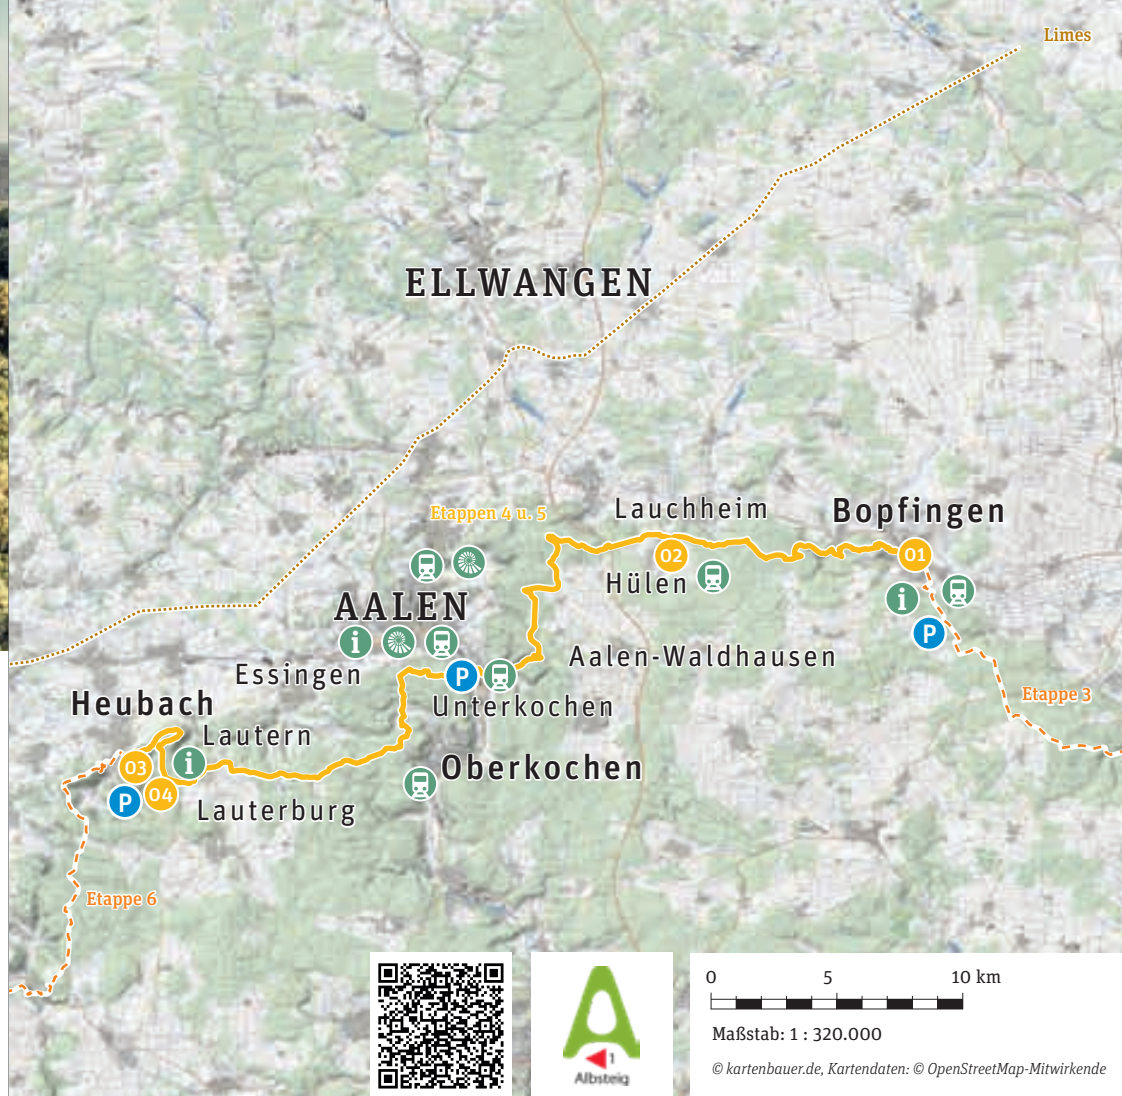 Limes
ELLWANGEN
Etappen 4 u. 5
Lauchheim
Bopfingen
02
01
Hülen
i
P
AALEN
i
Essingen
Aalen-Waldhausen
P
Unterkochen
Etappe 3
Heubach
Lautern
03
i
04
P
Oberkochen
Lauterburg
Etappe 6
1
Albsteig
0 5 10 km
Maßstab: 1 : 320.000
© kartenbauer.de, Kartendaten: © OpenStreetMap-Mitwirkende